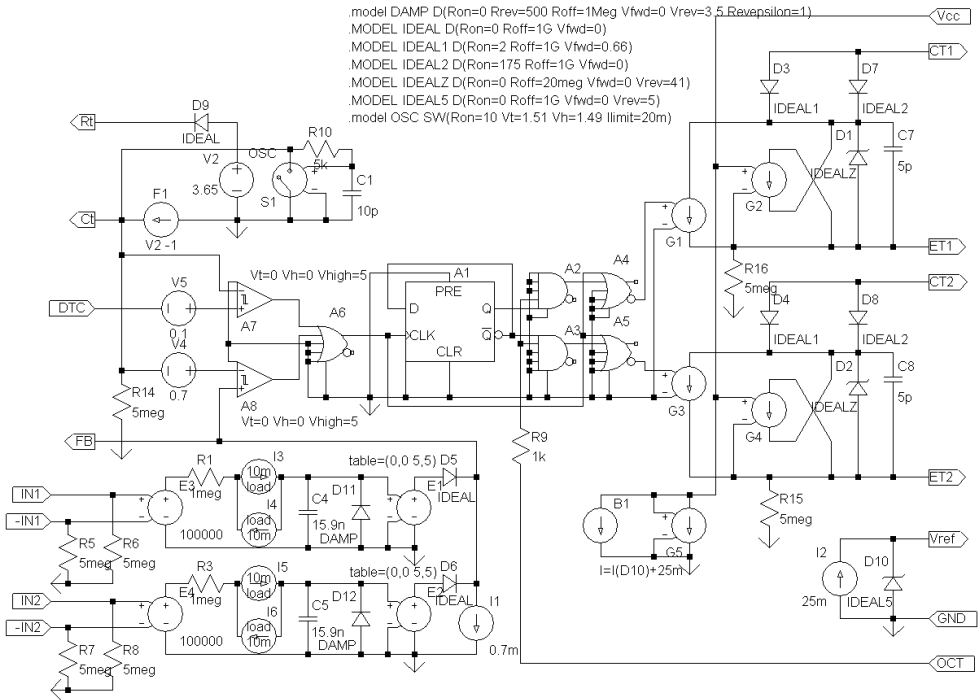 .model DAMP D(Ron=0 Rrev=500 Roff=1Meg Vfwd=0 Vrev=3.5 Revepsilon=1)
.MODEL IDEAL D(Ron=0 Roff=1G Vfwd=0)
.MODEL IDEAL1 D(Ron=2 Roff=1G Vfwd=0.66)
.MODEL IDEAL2 D(Ron=175 Roff=1G Vfwd=0)
.MODEL IDEALZ D(Ron=0 Roff=20meg Vfwd=0 Vrev=41)
.MODEL IDEAL5 D(Ron=0 Roff=1G Vfwd=0 Vrev=5)
.model OSC SW(Ron=10 Vt=1.51 Vh=1.49 Ilimit=20m)
Vcc
CT1
D3
D7
IDEAL1
IDEAL2
D9
Rt
IDEAL
R10
5k
OSC
V2
3.65
S1
C1
10p
F1
Ct
V2 -1
D1
C7
5p
IDEALZ
G2
G1
ET1
R16
5meg
CT2
D4
D8
IDEAL1
IDEAL2
Vt=0 Vh=0 Vhigh=5
V5
DTC
0.1
A7
A6
A1
PRE
D
Q
CLK
Q
CLR
A2
A4
A3
A5
V4
0.7
A8
Vt=0 Vh=0 Vhigh=5
R14
5meg
FB
R9
1k
D2
C8
5p
IDEALZ
G3
G4
ET2
R15
5meg
IN1
-IN1
R5
5meg
R6
5meg
E3
100000
R1
1meg
I3
10m
load
I4
load
10m
C4
15.9n
D11
DAMP
table=(0,0 5,5)
E1
D5
IDEAL
B1
G5
I=I(D10)+25m
IN2
-IN2
R7
5meg
R8
5meg
E4
100000
R3
1meg
I5
10m
load
I6
load
10m
C5
15.9n
D12
DAMP
table=(0,0 5,5)
E2
D6
IDEAL
I1
0.7m
Vref
I2
25m
D10
IDEAL5
GND
OCT